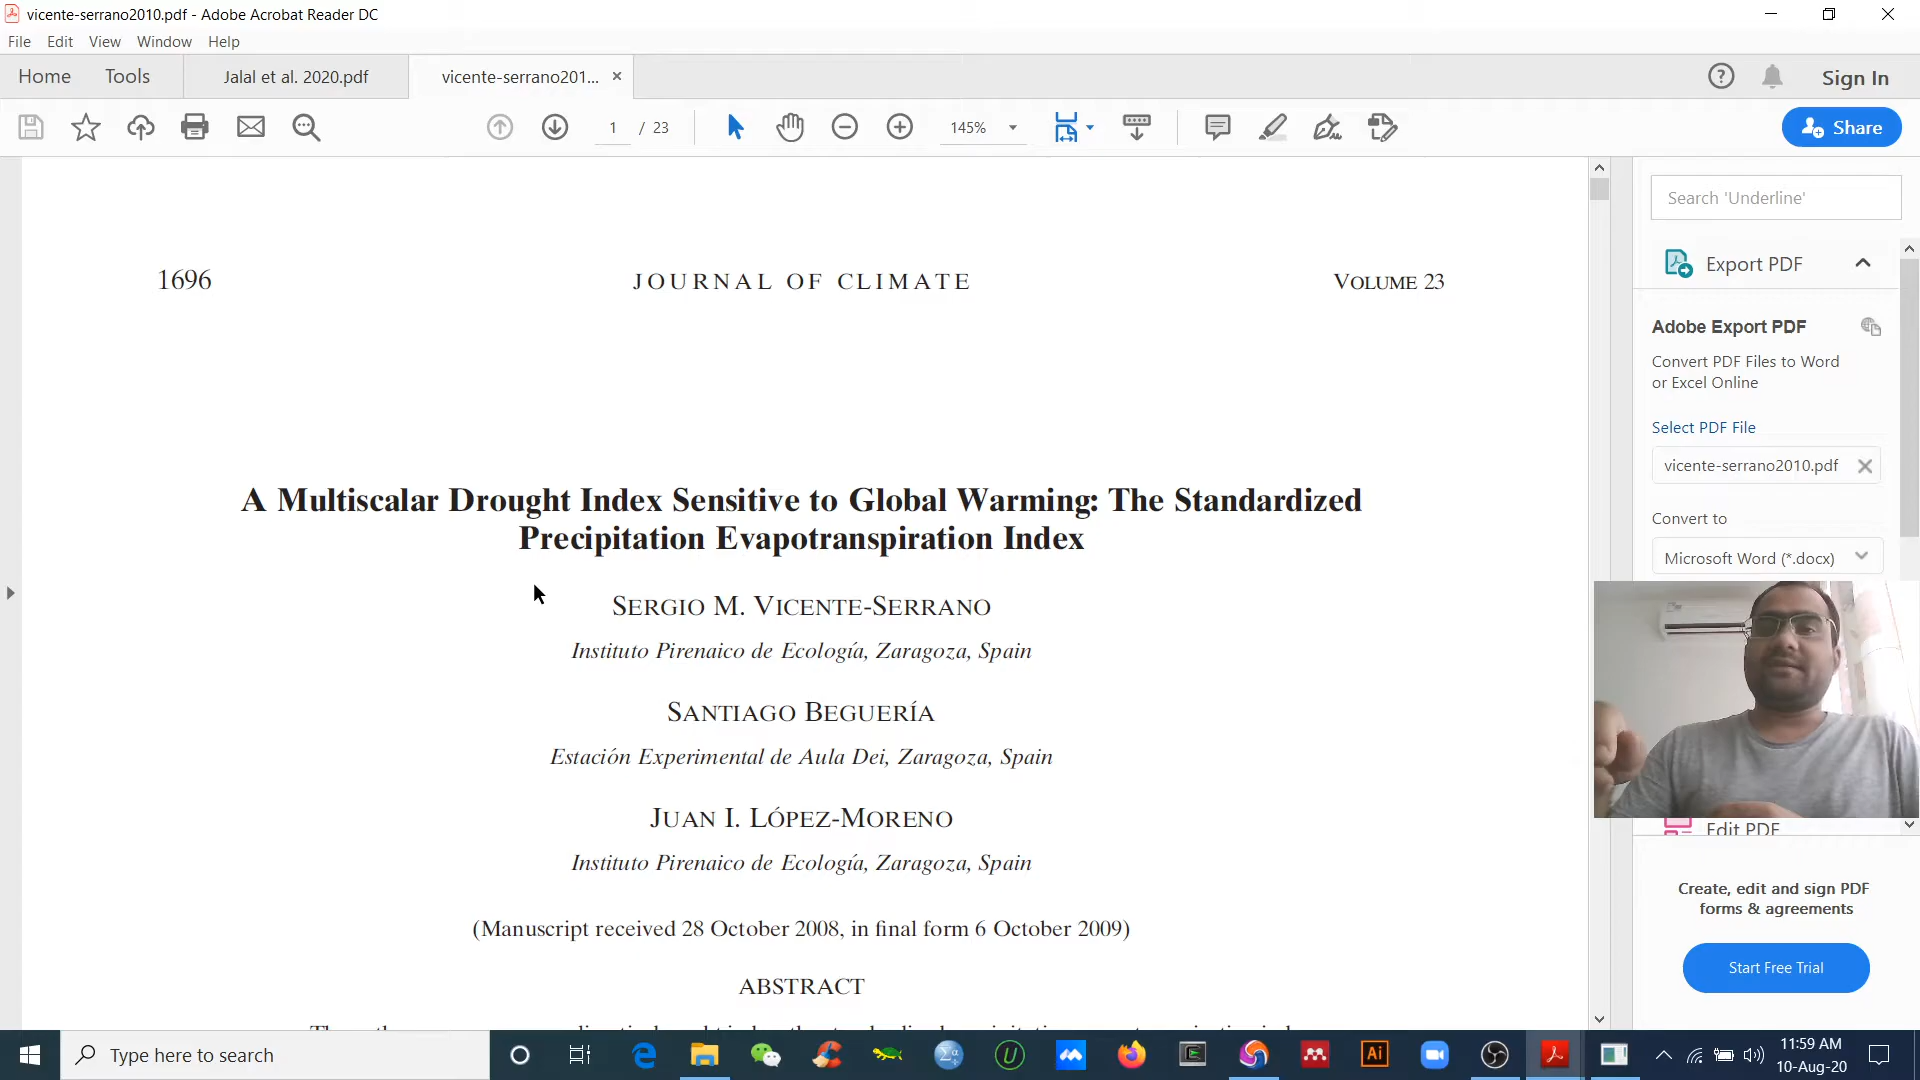 vicente-serrano2010.pdf - Adobe Acrobat Reader DC
File Edit View Window Help
Home Tools Jalal et al. 2020.pdf vicente-serrano201... × Sign In
1 / 23 145% Share
Search 'Underline'
1696 JOURNAL OF CLIMATE VOLUME 23
Export PDF
Adobe Export PDF
Convert PDF Files to Word
or Excel Online
Select PDF File
vicente-serrano2010.pdf
Convert to
Microsoft Word (*.docx)
A Multiscalar Drought Index Sensitive to Global Warming: The Standardized
Precipitation Evapotranspiration Index
SERGIO M. VICENTE-SERRANO
Instituto Pirenaico de Ecología, Zaragoza, Spain
SANTIAGO BEGUERÍA
Estación Experimental de Aula Dei, Zaragoza, Spain
JUAN I. LÓPEZ-MORENO
Instituto Pirenaico de Ecología, Zaragoza, Spain
(Manuscript received 28 October 2008, in final form 6 October 2009)
ABSTRACT
Edit PDF
Create, edit and sign PDF
forms & agreements
Start Free Trial
Type here to search
11:59 AM
10-Aug-20